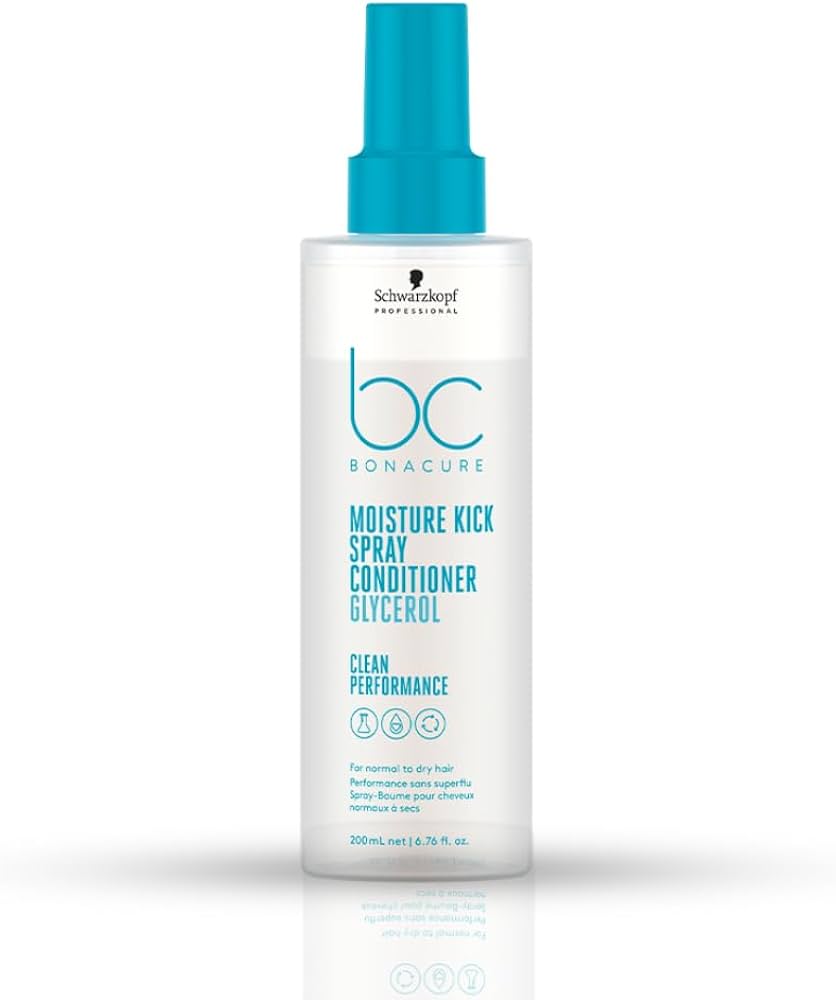 Schwarzkopf
PROFESSIONAL
bc
BONACURE
MOISTURE KICK
SPRAY
CONDITIONER
GLYCEROL
CLEAN
PERFORMANCE
For normal to dry hair
Performance sans superflu
Spray-Baume pour cheveux
normaux à secs
200mL net | 6.76 fl. oz.